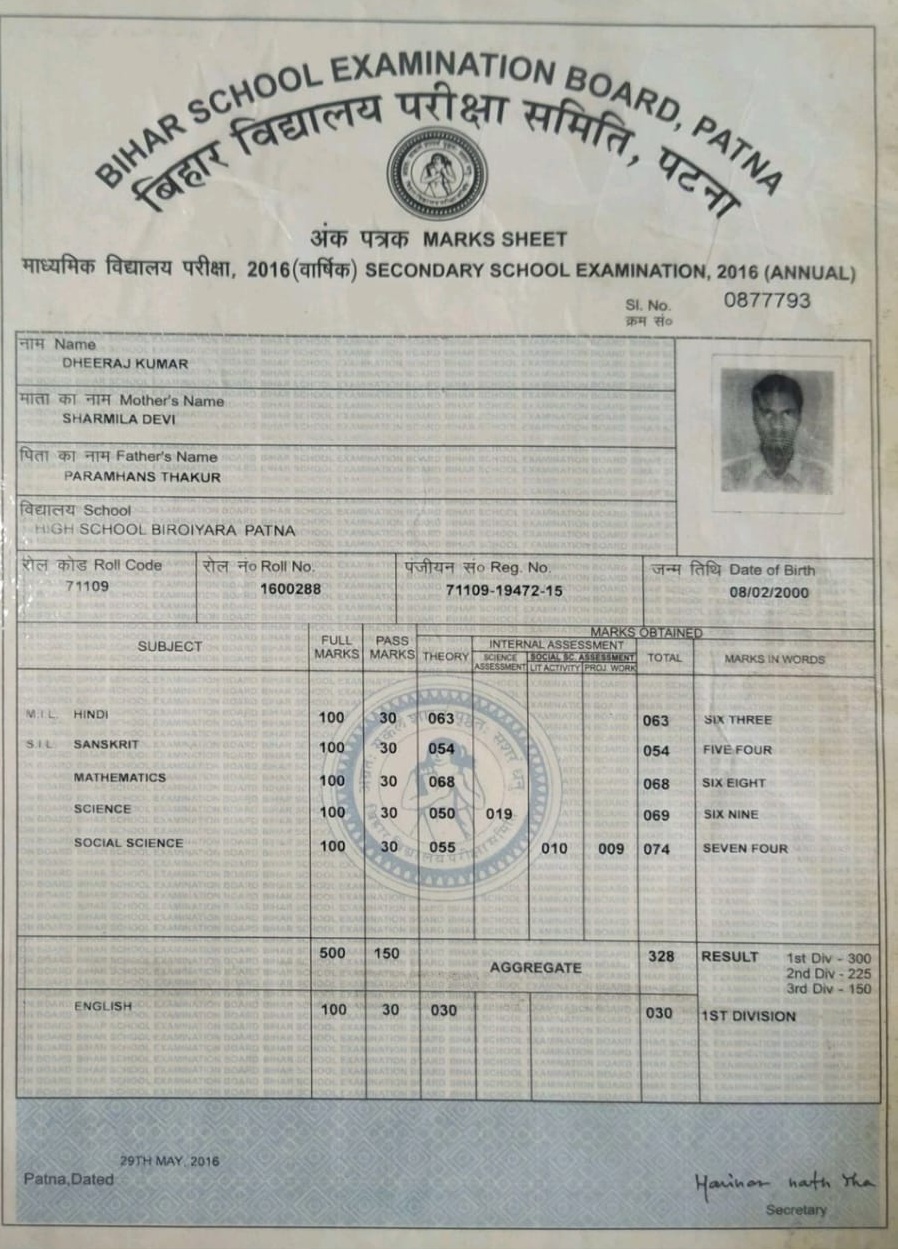 BIHAR SCHOOL EXAMINATION BOARD, PATNA
बिहार विद्यालय परीक्षा समिति, पटना
अंक पत्रक MARKS SHEET
माध्यमिक विद्यालय परीक्षा, 2016 (वार्षिक) SECONDARY SCHOOL EXAMINATION, 2016 (ANNUAL)
Sl. No. 0877793
क्रम सं०
नाम Name
DHEERAJ KUMAR
माता का नाम Mother's Name
SHARMILA DEVI
पिता का नाम Father's Name
PARAMHANS THAKUR
विद्यालय School
HIGH SCHOOL BIROIYARA PATNA
रोल कोड Roll Code रोल नं० Roll No. पंजीयन सं० Reg. No. जन्म तिथि Date of Birth
71109 1600288 71109-19472-15 08/02/2000
MARKS OBTAINED
SUBJECT FULL MARKS PASS MARKS THEORY INTERNAL ASSESSMENT TOTAL MARKS IN WORDS
SCIENCE ASSESSMENT SOCIAL SC. ASSESSMENT
LIT ACTIVITY PROJ. WORK
M.I.L. HINDI 100 30 063 063 SIX THREE
S.I.L. SANSKRIT 100 30 054 054 FIVE FOUR
MATHEMATICS 100 30 068 068 SIX EIGHT
SCIENCE 100 30 050 019 069 SIX NINE
SOCIAL SCIENCE 100 30 055 010 009 074 SEVEN FOUR
500 150 AGGREGATE 328 RESULT 1st Div - 300
2nd Div - 225
3rd Div - 150
ENGLISH 100 30 030 030 1ST DIVISION
29TH MAY, 2016
Patna,Dated
Secretary